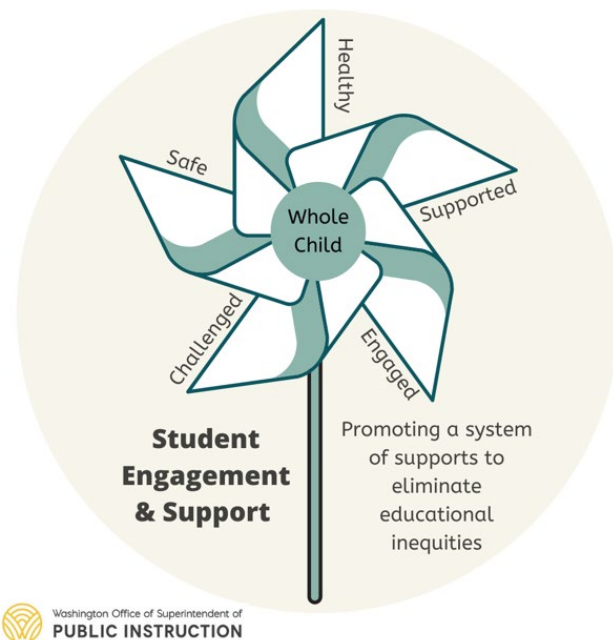 Healthy
Safe
Supported
Whole
Child
Challenged
Engaged
Student
Engagement
& Support
Promoting a system
of supports to
eliminate
educational
inequities
Washington Office of Superintendent of
PUBLIC INSTRUCTION